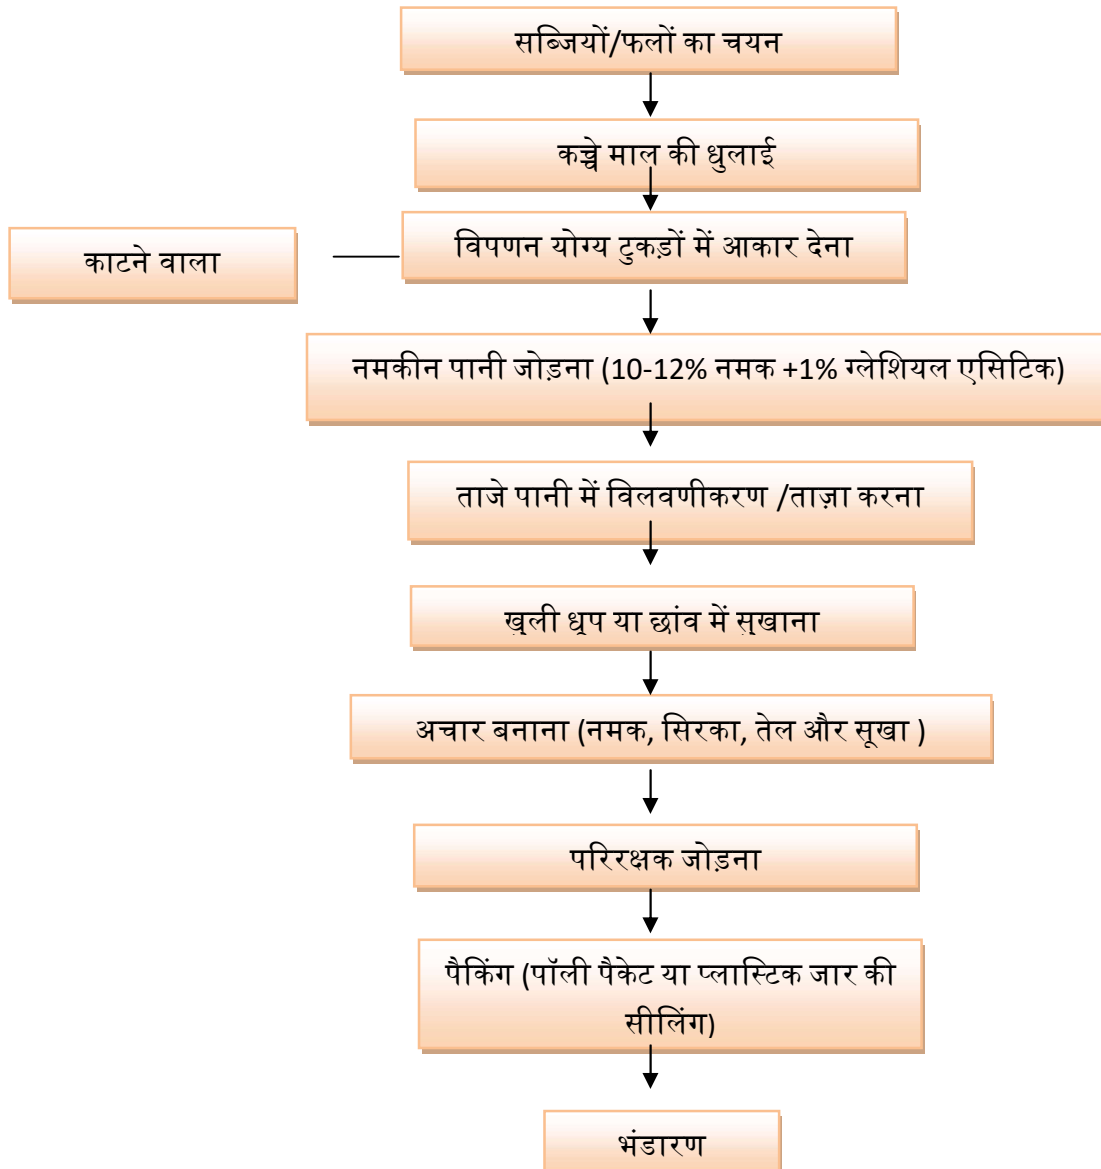 सब्जियों/फलों का चयन
कच्चे माल की धुलाई
विपणन योग्य टुकड़ों में आकार देना
काटने वाला
नमकीन पानी जोड़ना (10-12% नमक +1% ग्लेशियल एसिटिक)
ताजे पानी में विलवणीकरण /ताज़ा करना
खुली धूप या छांव में सुखाना
अचार बनाना (नमक, सिरका, तेल और सूखा )
परिरक्षक जोड़ना
पैकिंग (पॉली पैकेट या प्लास्टिक जार की
सीलिंग)
भंडारण